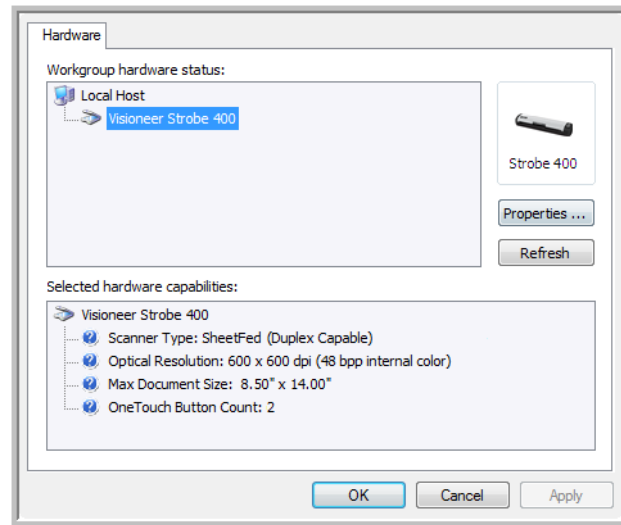 Hardware
Workgroup hardware status:
Local Host
Visioneer Strobe 400
Strobe 400
Properties ...
Refresh
Selected hardware capabilities:
Visioneer Strobe 400
Scanner Type: SheetFed (Duplex Capable)
Optical Resolution: 600 x 600 dpi (48 bpp internal color)
Max Document Size: 8.50" x 14.00"
OneTouch Button Count: 2
OK Cancel Apply